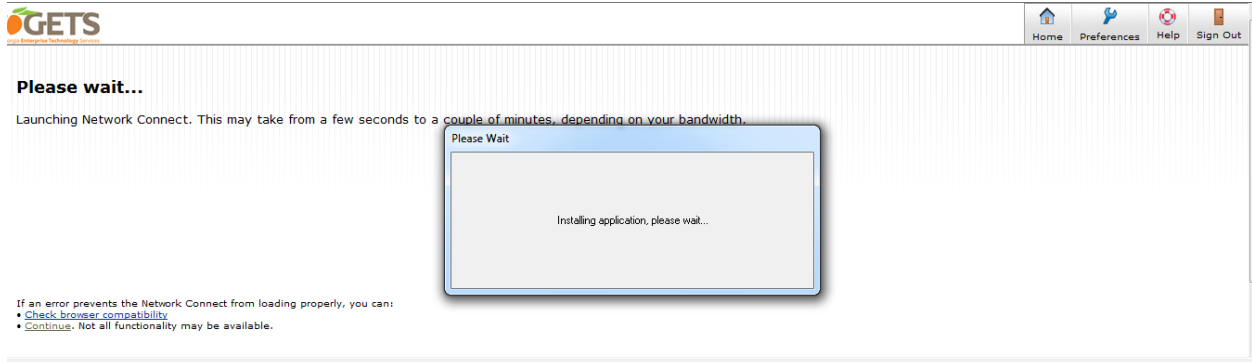 GETS
Georgia Enterprise Technology Services
Home
Preferences
Help
Sign Out
Please wait...
Launching Network Connect. This may take from a few seconds to a couple of minutes, depending on your bandwidth.
Please Wait
Installing application, please wait...
If an error prevents the Network Connect from loading properly, you can:
• Check browser compatibility
• Continue. Not all functionality may be available.